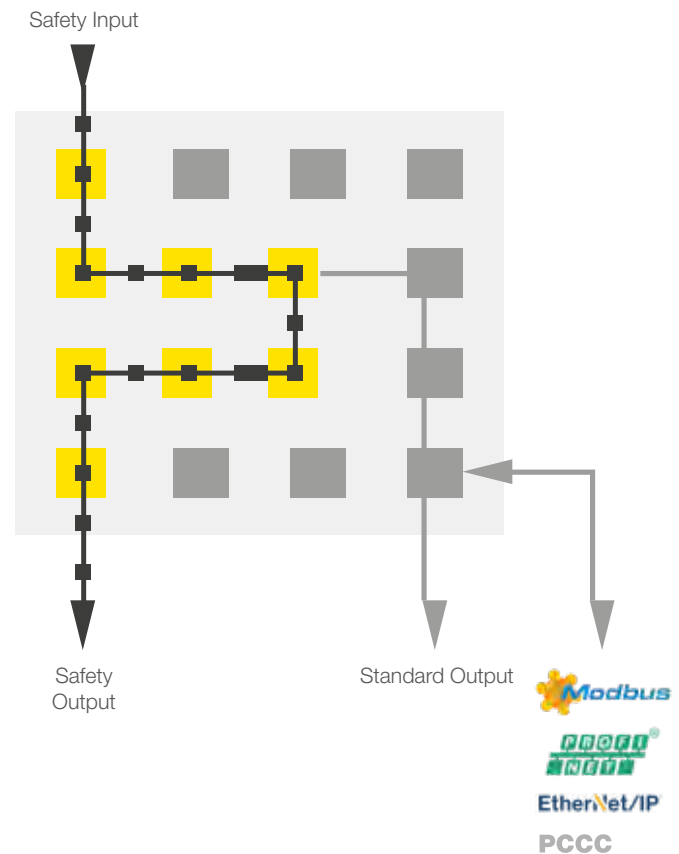 Safety Input
Safety
Output
Standard Output
Modbus
PROFI
NET
®
EtherNet/IP
PCCC